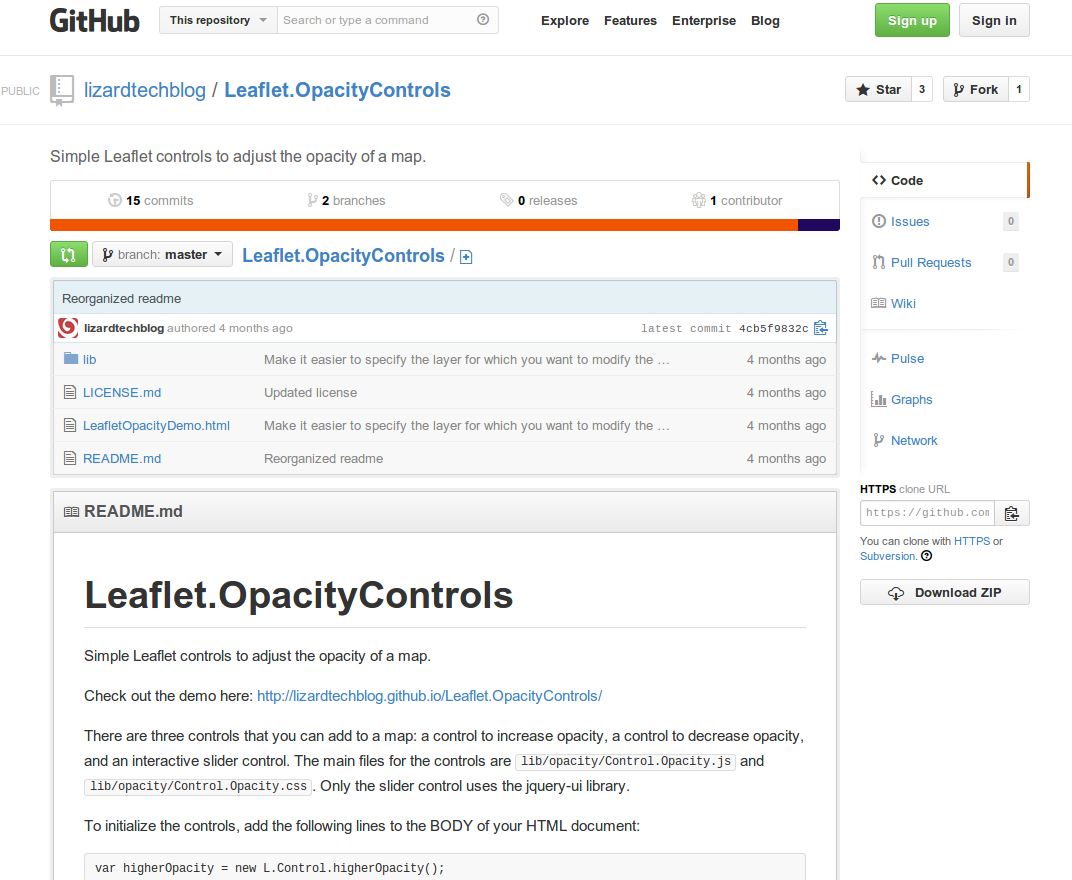 GitHub This repository Search or type a command Explore Features Enterprise Blog Sign up Sign in
PUBLIC lizardtechblog / Leaflet.OpacityControls Star 3 Fork 1
Simple Leaflet controls to adjust the opacity of a map.
15 commits 2 branches 0 releases 1 contributor
branch: master Leaflet.OpacityControls /
Reorganized readme
lizardtechblog authored 4 months ago latest commit 4cb5f9832c
lib Make it easier to specify the layer for which you want to modify the … 4 months ago
LICENSE.md Updated license 4 months ago
LeafletOpacityDemo.html Make it easier to specify the layer for which you want to modify the … 4 months ago
README.md Reorganized readme 4 months ago
Code
Issues 0
Pull Requests 0
Wiki
Pulse
Graphs
Network
HTTPS clone URL
https://github.com
You can clone with HTTPS or
Subversion.
Download ZIP
README.md
Leaflet.OpacityControls
Simple Leaflet controls to adjust the opacity of a map.
Check out the demo here: http://lizardtechblog.github.io/Leaflet.OpacityControls/
There are three controls that you can add to a map: a control to increase opacity, a control to decrease opacity,
and an interactive slider control. The main files for the controls are lib/opacity/Control.Opacity.js and
lib/opacity/Control.Opacity.css. Only the slider control uses the jquery-ui library.
To initialize the controls, add the following lines to the BODY of your HTML document:
var higherOpacity = new L.Control.higherOpacity();